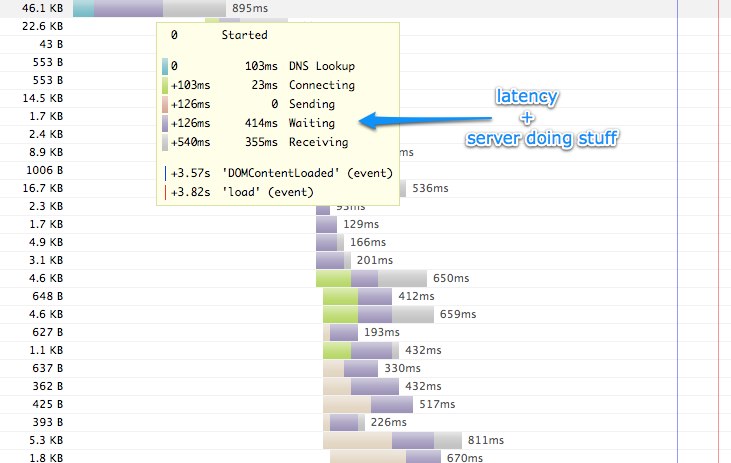 46.1 KB 895ms
22.6 KB
0 Started
43 B
553 B 0 103ms DNS Lookup
553 B +103ms 23ms Connecting
14.5 KB +126ms 0 Sending
latency
1.7 KB +126ms 414ms Waiting
+
2.4 KB +540ms 355ms Receiving
server doing stuff
8.9 KB ms
1006 B +3.57s 'DOMContentLoaded' (event)
16.7 KB +3.82s 'load' (event) 536ms
2.3 KB 93ms
1.7 KB 129ms
4.9 KB 166ms
3.1 KB 201ms
4.6 KB 650ms
648 B 412ms
4.6 KB 659ms
627 B 193ms
1.1 KB 432ms
637 B 330ms
362 B 432ms
425 B 517ms
393 B 226ms
5.3 KB 811ms
1.8 KB 670ms